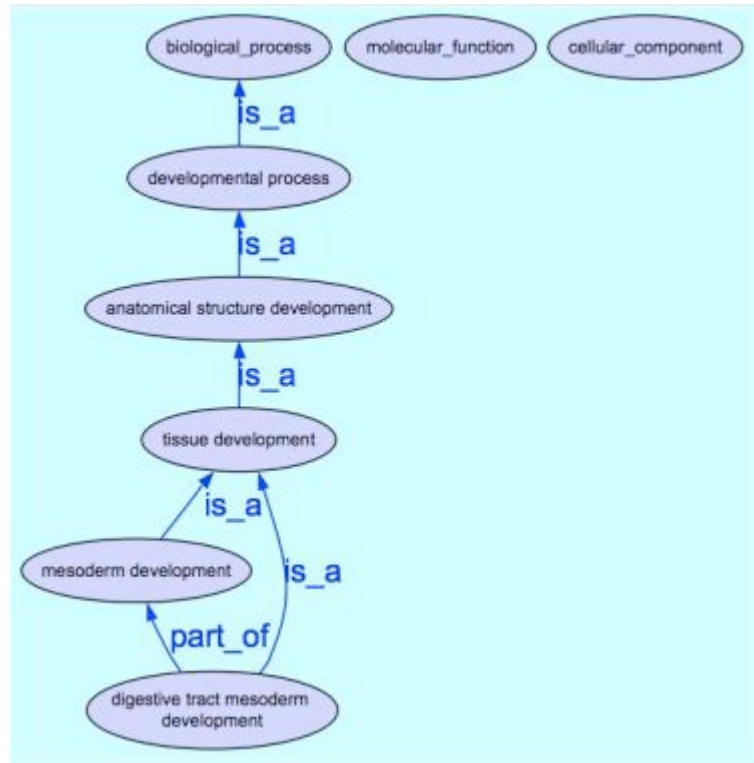 biological_process
molecular_function
cellular_component
is_a
developmental process
is_a
anatomical structure development
is_a
tissue development
is_a
mesoderm development
is_a
part_of
digestive tract mesoderm
development